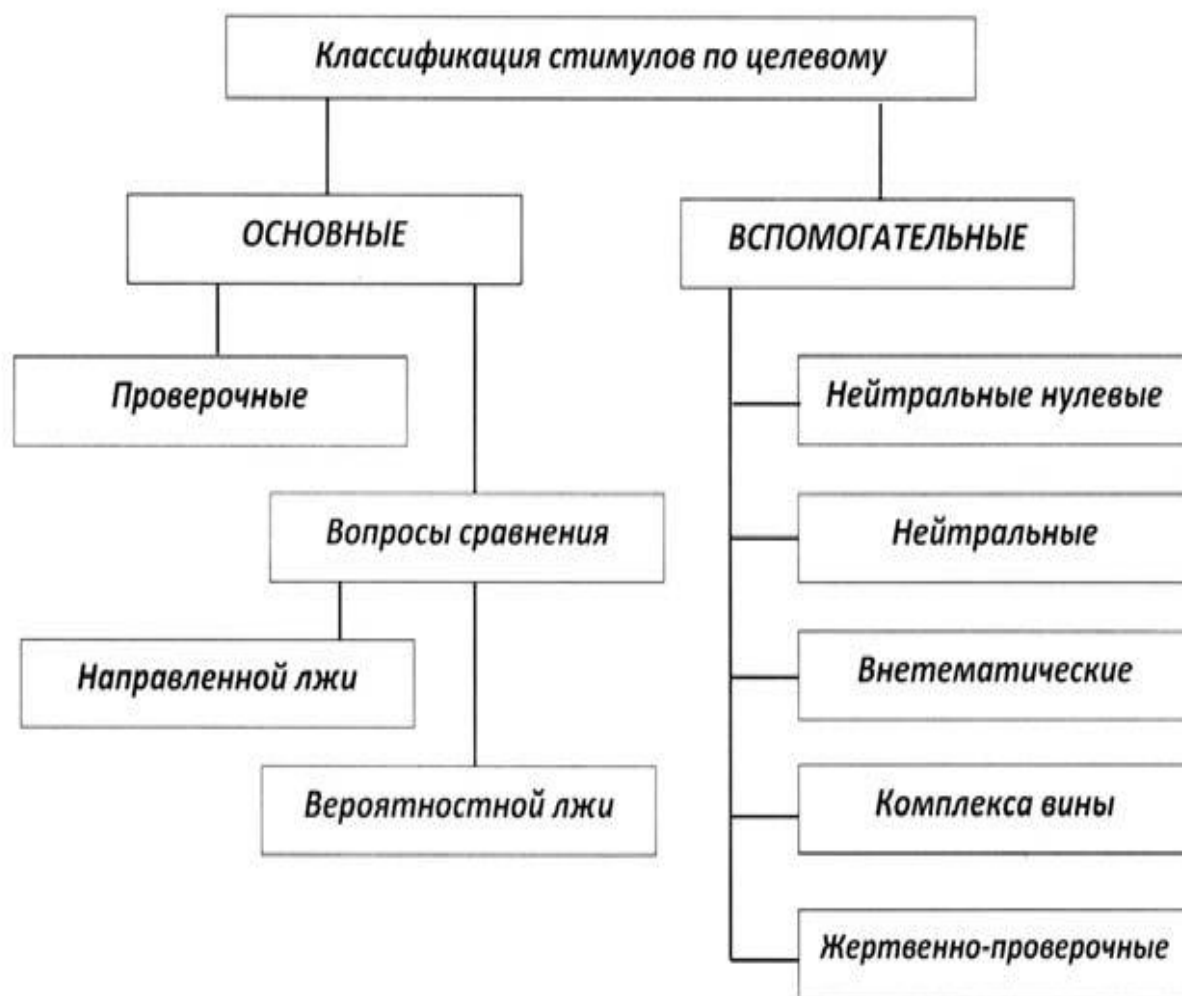 Классификация стимулов по целевому
ОСНОВНЫЕ
ВСПОМОГАТЕЛЬНЫЕ
Проверочные
Нейтральные нулевые
Вопросы сравнения
Нейтральные
Направленной лжи
Внетематические
Вероятностной лжи
Комплекса вины
Жертвенно-проверочные